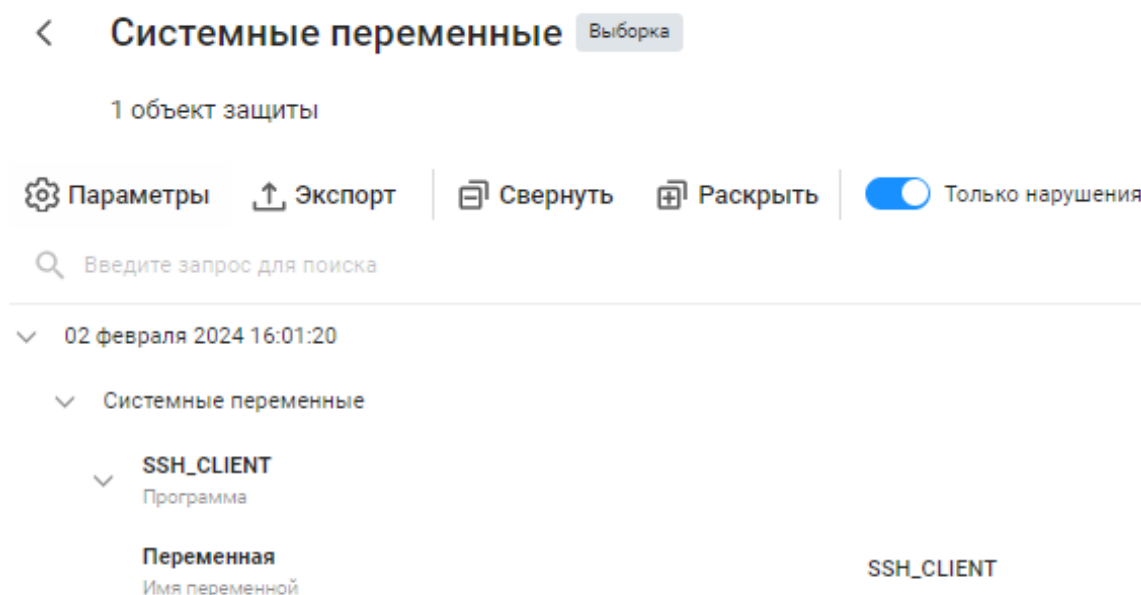 Системные переменные Выборка
1 объект защиты
Параметры Экспорт Свернуть Раскрыть Только нарушения
Введите запрос для поиска
02 февраля 2024 16:01:20
Системные переменные
SSH_CLIENT
Программа
Переменная SSH_CLIENT
Имя переменной